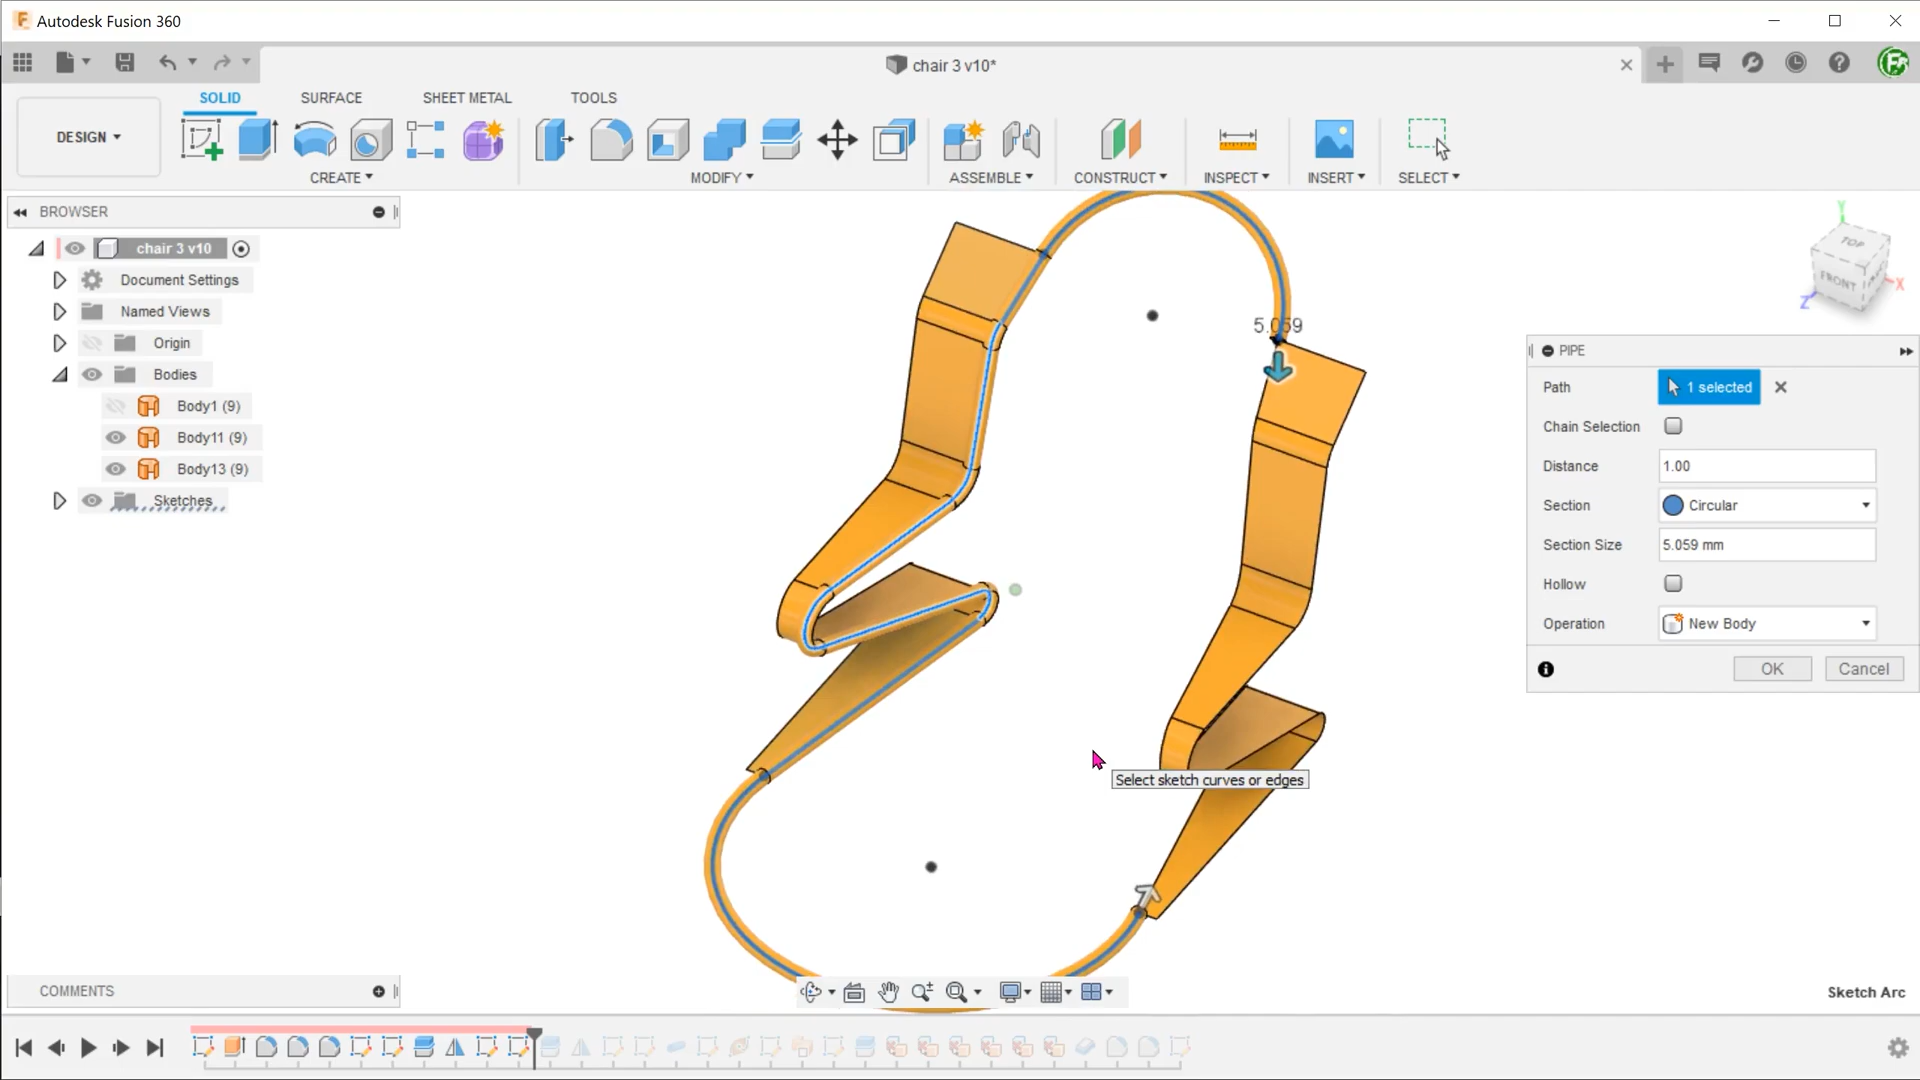 Autodesk Fusion 360
chair 3 v10*
SOLID SURFACE SHEET METAL TOOLS
DESIGN
CREATE MODIFY ASSEMBLE CONSTRUCT INSPECT INSERT SELECT
BROWSER
chair 3 v10
Document Settings
Named Views
Origin
Bodies
Body1 (9)
Body11 (9)
Body13 (9)
Sketches
5.059
Y
X
Z
TOP
FRONT
PIPE
Path 1 selected
Chain Selection
Distance 1.00
Section Circular
Section Size 5.059 mm
Hollow
Operation New Body
OK Cancel
Select sketch curves or edges
COMMENTS
Sketch Arc